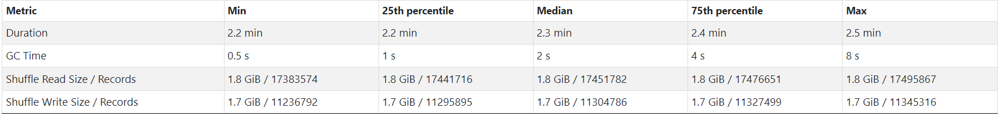 Metric Min 25th percentile Median 75th percentile Max
Duration 2.2 min 2.2 min 2.3 min 2.4 min 2.5 min
GC Time 0.5 s 1 s 2 s 4 s 8 s
Shuffle Read Size / Records 1.8 GiB / 17383574 1.8 GiB / 17441716 1.8 GiB / 17451782 1.8 GiB / 17476651 1.8 GiB / 17495867
Shuffle Write Size / Records 1.7 GiB / 11236792 1.7 GiB / 11295895 1.7 GiB / 11304786 1.7 GiB / 11327499 1.7 GiB / 11345316